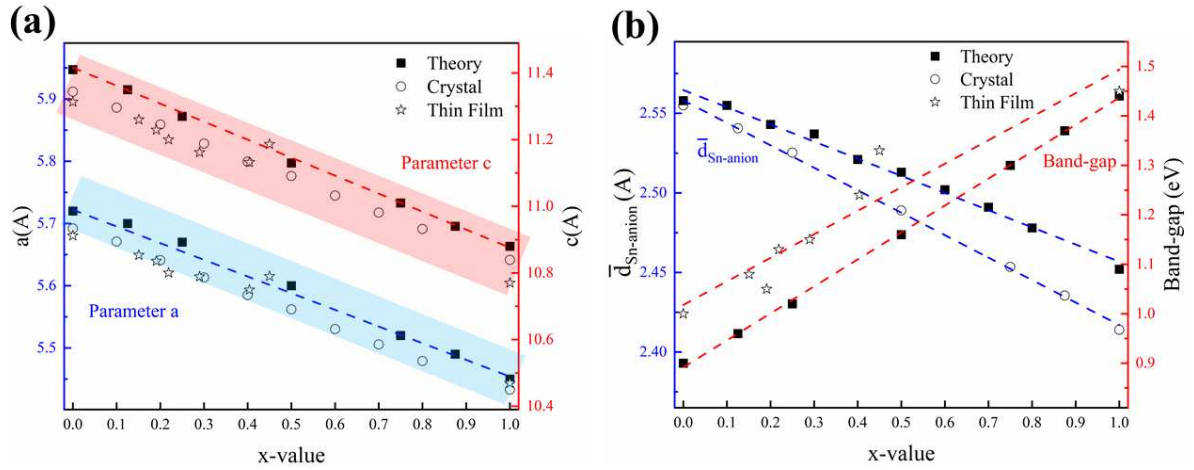 (a)
Theory
Crystal
Thin Film
Parameter c
Parameter a
5.9
5.8
5.7
5.6
5.5
a(A)
11.4
11.2
11.0
10.8
10.6
10.4
c(A)
0.0 0.1 0.2 0.3 0.4 0.5 0.6 0.7 0.8 0.9 1.0
x-value
(b)
Theory
Crystal
Thin Film
d̅Sn-anion
Band-gap
2.55
2.50
2.45
2.40
d̅Sn-anion (A)
1.5
1.4
1.3
1.2
1.1
1.0
0.9
Band-gap (eV)
0.0 0.1 0.2 0.3 0.4 0.5 0.6 0.7 0.8 0.9 1.0
x-value